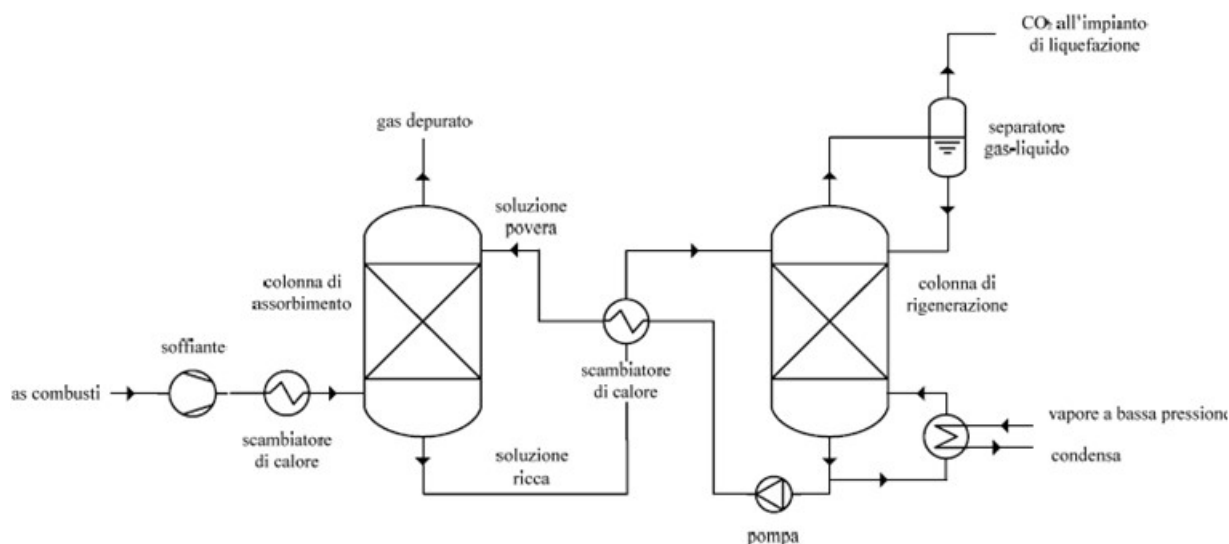 CO₂ all'impianto
di liquefazione
gas depurato
separatore
gas-liquido
soluzione
povera
colonna di
assorbimento
colonna di
rigenerazione
soffiante
scambiatore
di calore
as combusti
scambiatore
di calore
vapore a bassa pressione
condensa
soluzione
ricca
pompa